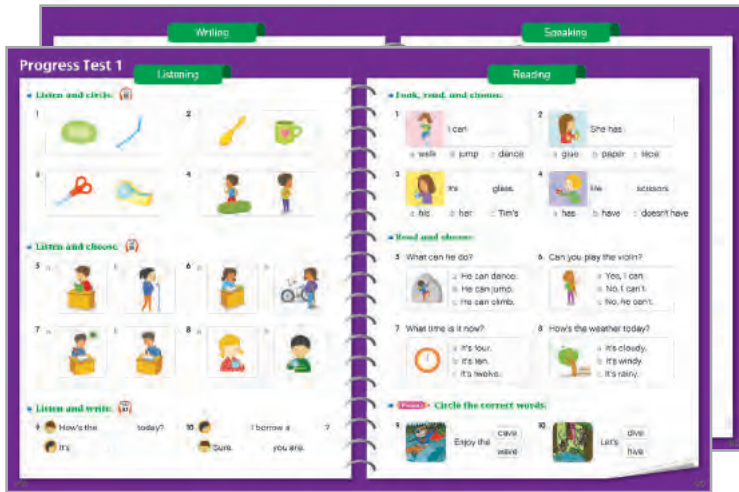 Writing
Speaking
Progress Test 1
Listening
Listen and circle.
1
2
3
4
Listen and choose.
5 a b
6 a b
7 a b
8 a b
Listen and write.
9 How's the today?
It's
10 I borrow a ?
Sure. you are.
Reading
Look, read, and choose.
1 I can
a walk b jump c dance
2 She has
a glue b paper c
3 It's glass.
a his b her c Tim's
4 He scissors.
a has b have c doesn't have
Read and choose.
5 What can he do?
a He can dance.
b He can jump.
c He can climb.
6 Can you play the violin?
a Yes, I can.
b No, I can't.
c No, he can't.
7 What time is it now?
a It's four.
b It's ten.
c It's twelve.
8 How's the weather today?
a It's cloudy.
b It's windy.
c It's rainy.
Circle the correct words.
9 Enjoy the
cave
wave
10 Let's
dive
hive